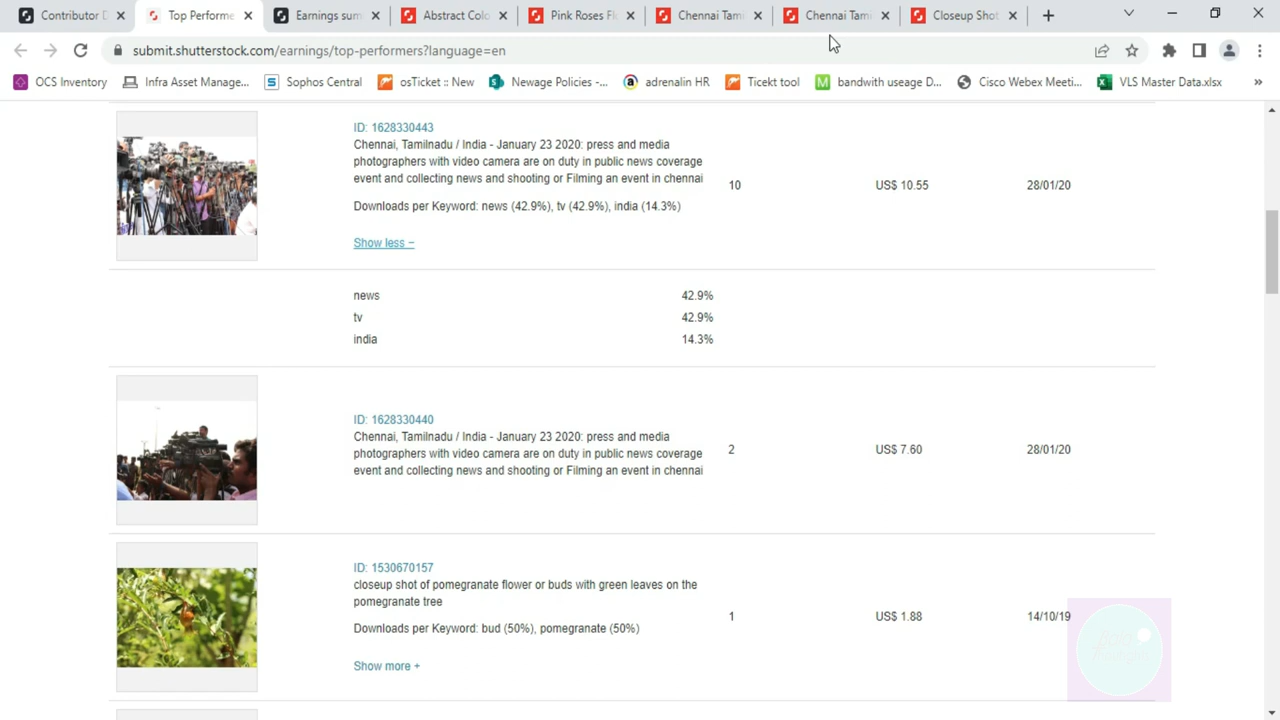 Contributor D
Top Performe
Earnings sum
Abstract Colo
Pink Roses Fl
Chennai Tami
Chennai Tami
Closeup Shot
submit.shutterstock.com/earnings/top-performers?language=en
OCS Inventory
Infra Asset Manage...
Sophos Central
osTicket :: New
Newage Policies -...
adrenalin HR
Ticekt tool
bandwith useage D...
Cisco Webex Meeti...
VLS Master Data.xlsx
ID: 1628330443
Chennai, Tamilnadu / India - January 23 2020: press and media
photographers with video camera are on duty in public news coverage
event and collecting news and shooting or Filming an event in chennai
10
US$ 10.55
28/01/20
Downloads per Keyword: news (42.9%), tv (42.9%), india (14.3%)
Show less −
news 42.9%
tv 42.9%
india 14.3%
ID: 1628330440
Chennai, Tamilnadu / India - January 23 2020: press and media
photographers with video camera are on duty in public news coverage
event and collecting news and shooting or Filming an event in chennai
2
US$ 7.60
28/01/20
ID: 1530670157
closeup shot of pomegranate flower or buds with green leaves on the
pomegranate tree
1
US$ 1.88
14/10/19
Downloads per Keyword: bud (50%), pomegranate (50%)
Show more +